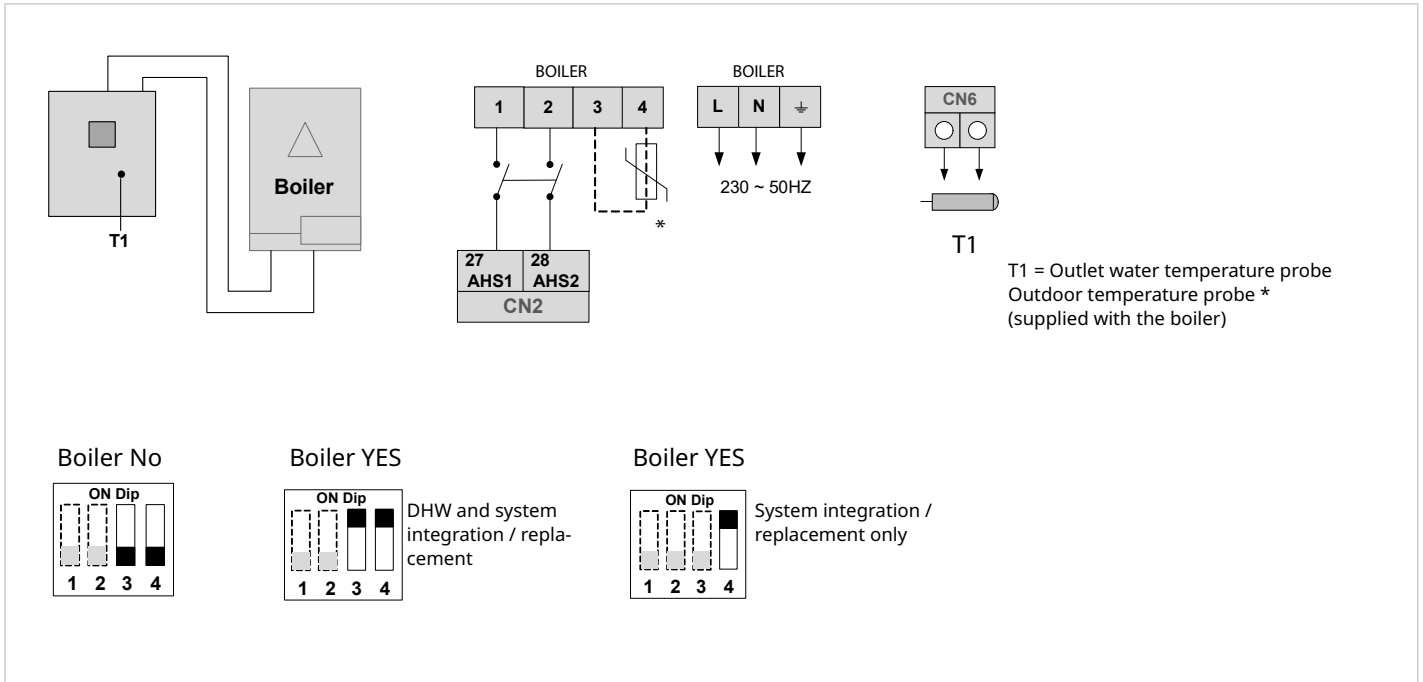 Boiler
T1
BOILER
1 2 3 4
27 28
AHS1 AHS2
CN2
*
BOILER
L N ⏚
230 ~ 50HZ
CN6
T1
T1 = Outlet water temperature probe
Outdoor temperature probe *
(supplied with the boiler)
Boiler No
ON Dip
1 2 3 4
Boiler YES
ON Dip
1 2 3 4
DHW and system
integration / repla-
cement
Boiler YES
ON Dip
1 2 3 4
System integration /
replacement only